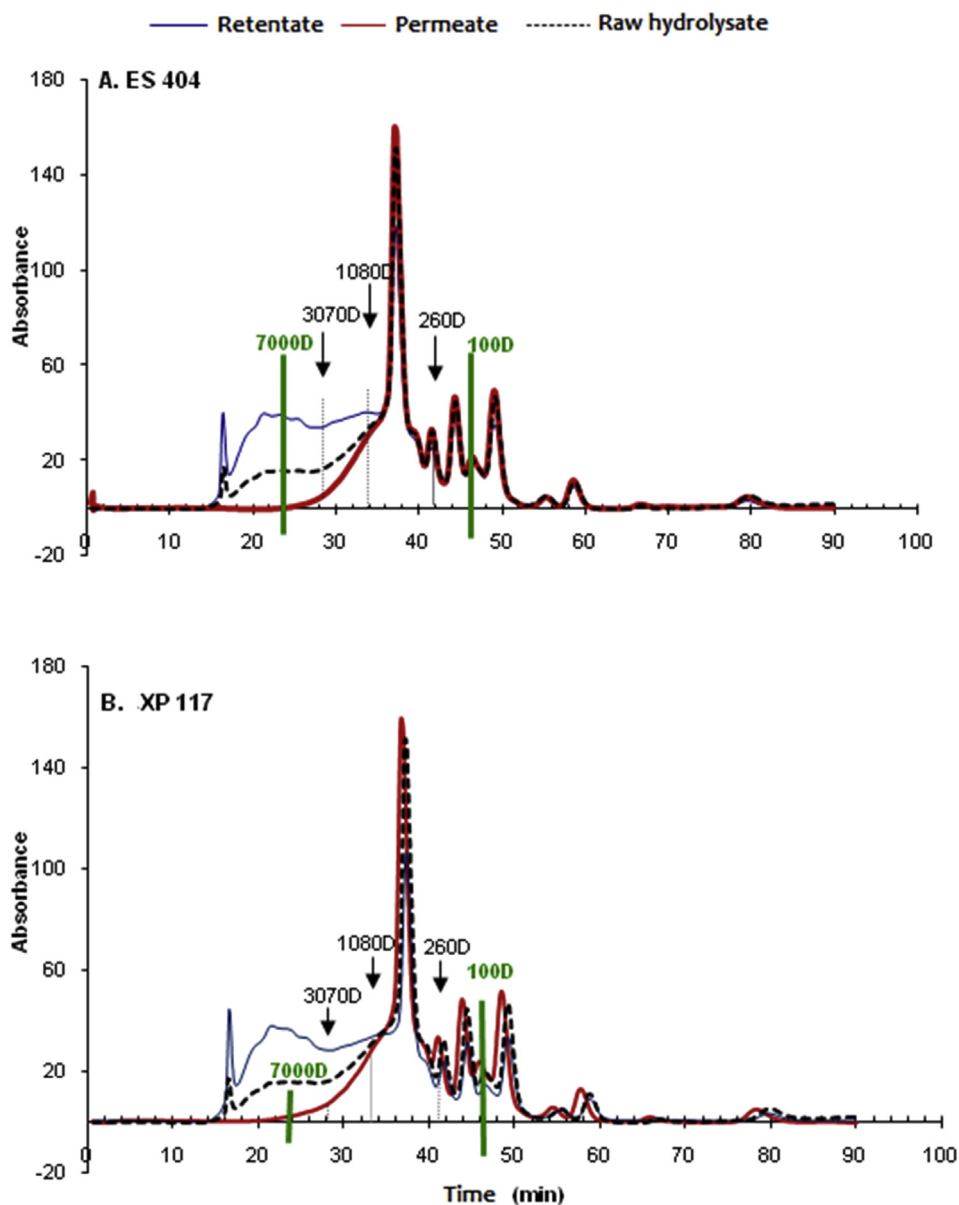 Retentate Permeate Raw hydrolysate
A. ES 404
180
140
100
60
20
-20
Absorbance
1080D
3070D
7000D
260D
100D
0 10 20 30 40 50 60 70 80 90 100
B. XP 117
180
140
100
60
20
-20
Absorbance
1080D
260D
100D
3070D
7000D
0 10 20 30 40 50 60 70 80 90 100
Time (min)